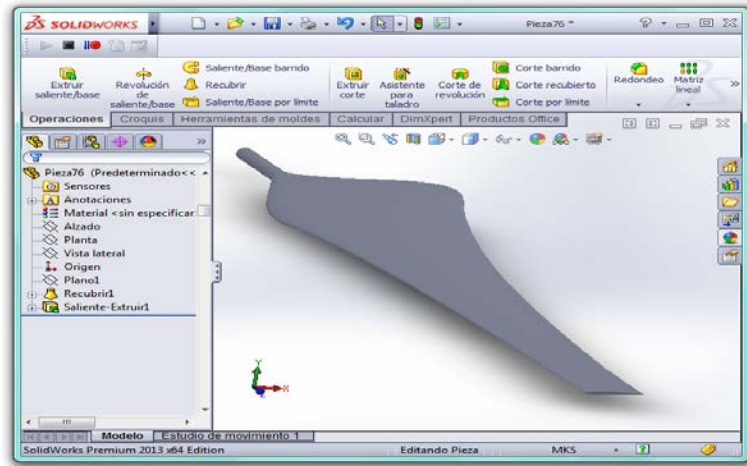 SOLIDWORKS
Pieza76 *
Extruir saliente/base
Revolución de saliente/base
Saliente/Base barrido
Recubrir
Saliente/Base por límite
Extruir corte
Asistente para taladro
Corte de revolución
Corte barrido
Corte recubierto
Corte por límite
Redondeo
Matriz lineal
Operaciones
Croquis
Herramientas de moldes
Calcular
DimXpert
Productos Office
Pieza76 (Predeterminado<<
Sensores
Anotaciones
Material <sin especificar
Alzado
Planta
Vista lateral
Origen
Plano1
Recubrir1
Saliente-Extruir1
Y
X
Z
Modelo
Estudio de movimiento 1
SolidWorks Premium 2013 x64 Edition
Editando Pieza
MKS